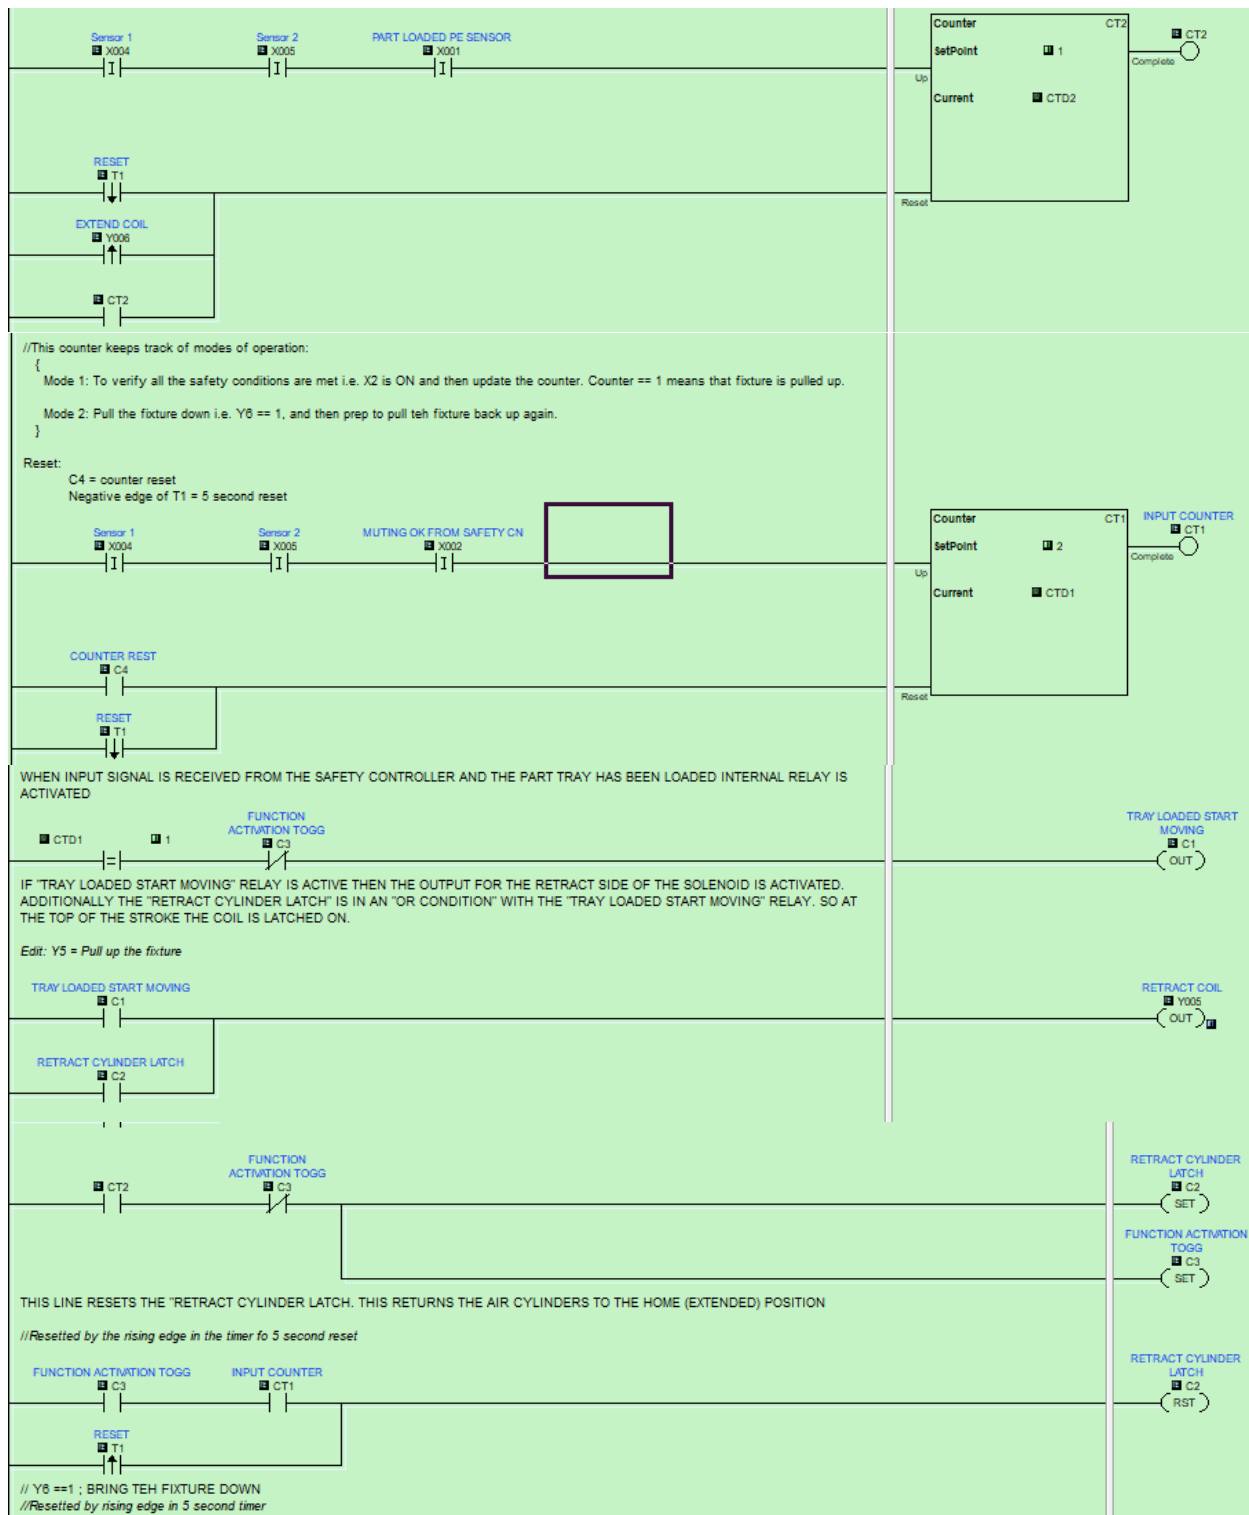 Sensor 1 Sensor 2 PART LOADED PE SENSOR
X004 X005 X001
I I I
Counter CT2
SetPoint 1
Current CTD2
Up
Reset
CT2
Complete
RESET
T1
EXTEND COIL
Y006
CT2
//This counter keeps track of modes of operation:
{
Mode 1: To verify all the safety conditions are met i.e. X2 is ON and then update the counter. Counter == 1 means that fixture is pulled up.
Mode 2: Pull the fixture down i.e. Y6 == 1, and then prep to pull teh fixture back up again.
}
Reset:
C4 = counter reset
Negative edge of T1 = 5 second reset
Sensor 1 Sensor 2 MUTING OK FROM SAFETY CN
X004 X005 X002
I I I
Counter CT1
SetPoint 2
Current CTD1
Up
Reset
INPUT COUNTER
CT1
Complete
COUNTER REST
C4
RESET
T1
WHEN INPUT SIGNAL IS RECEIVED FROM THE SAFETY CONTROLLER AND THE PART TRAY HAS BEEN LOADED INTERNAL RELAY IS
ACTIVATED
CTD1 = 1
FUNCTION
ACTIVATION TOGG
C3
TRAY LOADED START
MOVING
C1
OUT
IF "TRAY LOADED START MOVING" RELAY IS ACTIVE THEN THE OUTPUT FOR THE RETRACT SIDE OF THE SOLENOID IS ACTIVATED.
ADDITIONALLY THE "RETRACT CYLINDER LATCH" IS IN AN "OR CONDITION" WITH THE "TRAY LOADED START MOVING" RELAY. SO AT
THE TOP OF THE STROKE THE COIL IS LATCHED ON.
Edit: Y5 = Pull up the fixture
TRAY LOADED START MOVING
C1
RETRACT COIL
Y005
OUT
RETRACT CYLINDER LATCH
C2
CT2
FUNCTION
ACTIVATION TOGG
C3
RETRACT CYLINDER
LATCH
C2
SET
FUNCTION ACTIVATION
TOGG
C3
SET
THIS LINE RESETS THE "RETRACT CYLINDER LATCH. THIS RETURNS THE AIR CYLINDERS TO THE HOME (EXTENDED) POSITION
//Resetted by the rising edge in the timer fo 5 second reset
FUNCTION ACTIVATION TOGG INPUT COUNTER
C3 CT1
RETRACT CYLINDER
LATCH
C2
RST
RESET
T1
// Y6 ==1 ; BRING TEH FIXTURE DOWN
//Resetted by rising edge in 5 second timer